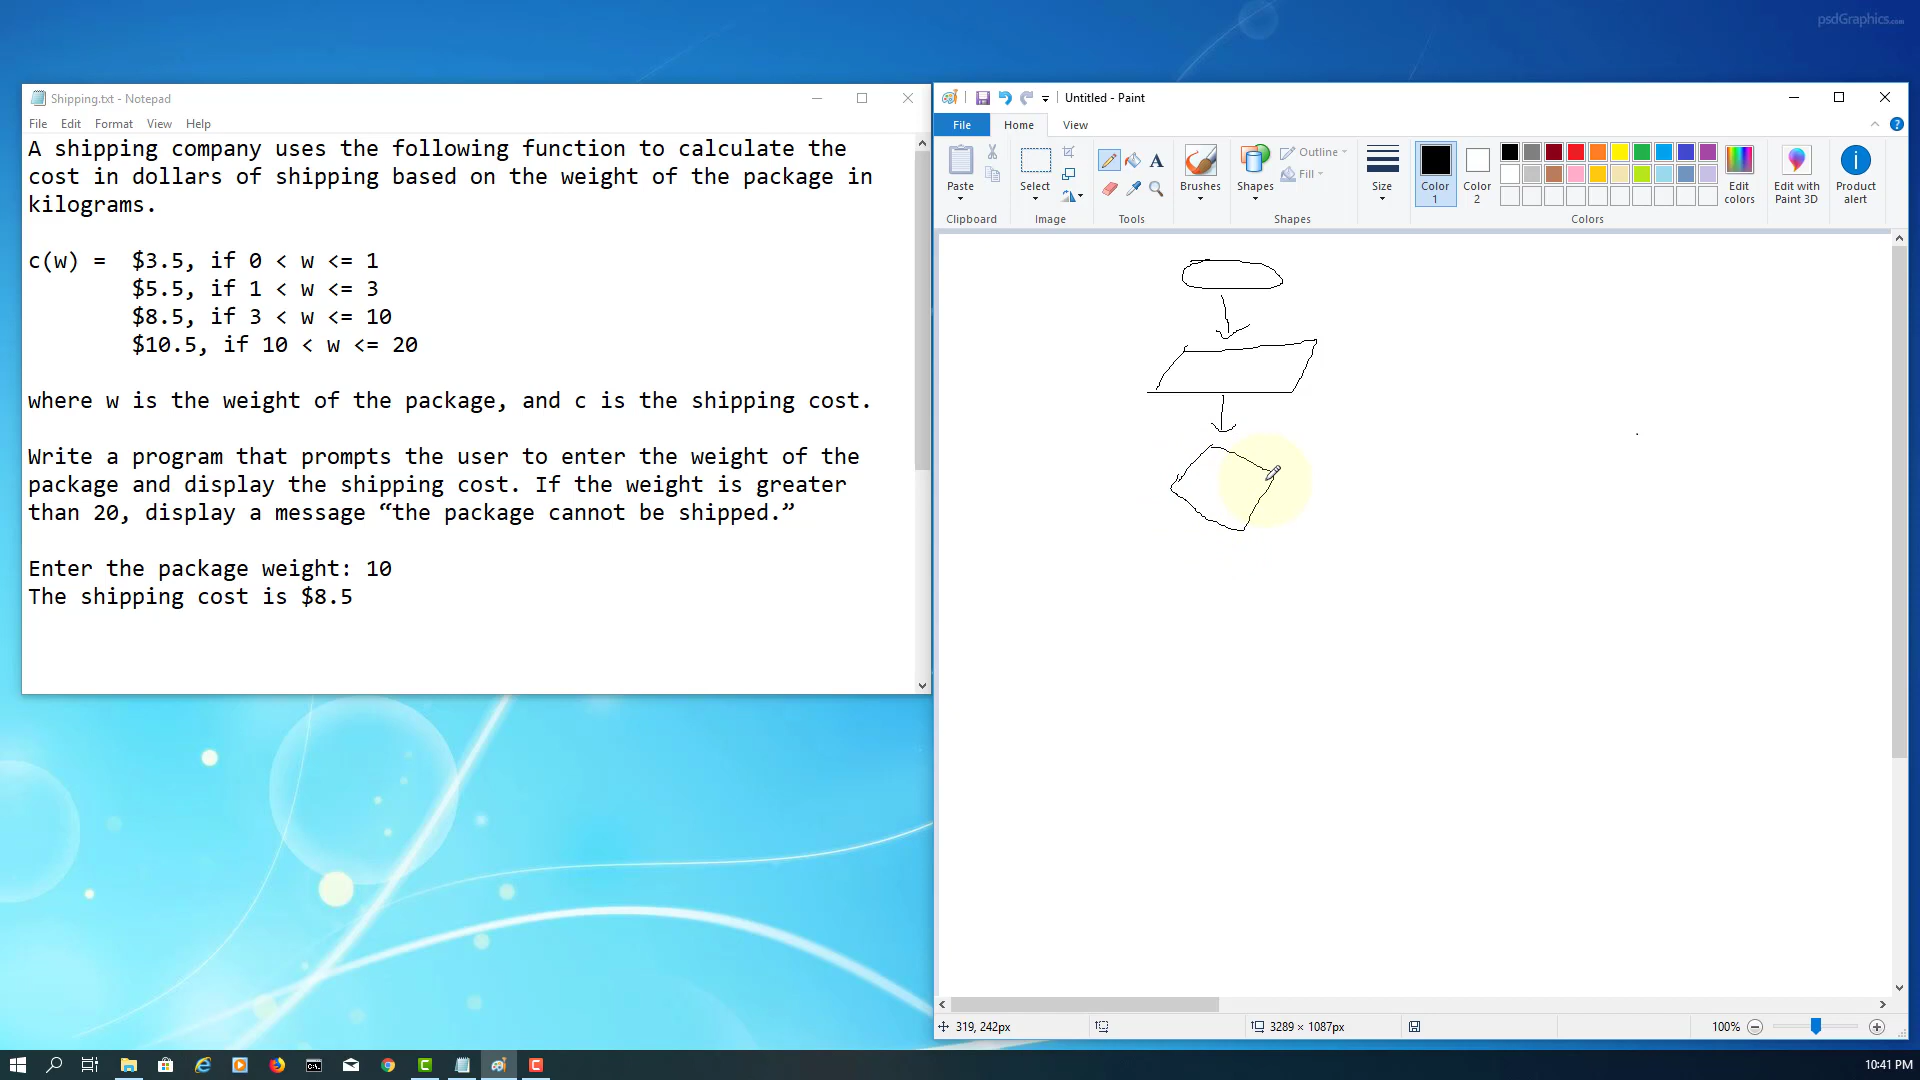 psdGraphics.com
Shipping.txt - Notepad
File Edit Format View Help
A shipping company uses the following function to calculate the
cost in dollars of shipping based on the weight of the package in
kilograms.
c(w) = $3.5, if 0 < w <= 1
$5.5, if 1 < w <= 3
$8.5, if 3 < w <= 10
$10.5, if 10 < w <= 20
where w is the weight of the package, and c is the shipping cost.
Write a program that prompts the user to enter the weight of the
package and display the shipping cost. If the weight is greater
than 20, display a message “the package cannot be shipped.”
Enter the package weight: 10
The shipping cost is $8.5
Untitled - Paint
File Home View
Paste
Select
Brushes
Shapes
Outline
Fill
Size
Color 1
Color 2
Edit colors
Edit with Paint 3D
Product alert
Clipboard Image Tools Shapes Colors
319, 242px
3289 × 1087px
100%
10:41 PM